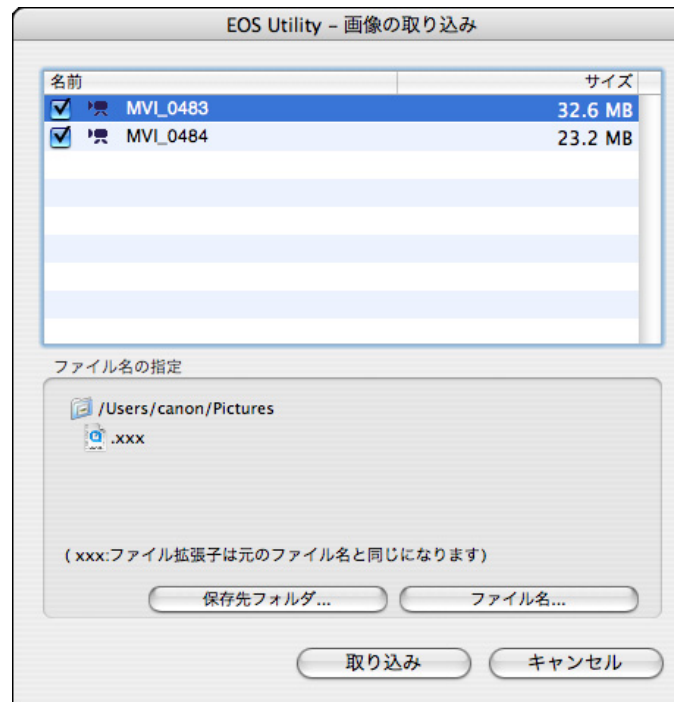 EOS Utility – 画像の取り込み
名前 サイズ
MVI_0483 32.6 MB
MVI_0484 23.2 MB
ファイル名の指定
/Users/canon/Pictures
.xxx
( xxx:ファイル拡張子は元のファイル名と同じになります)
保存先フォルダ... ファイル名...
取り込み キャンセル